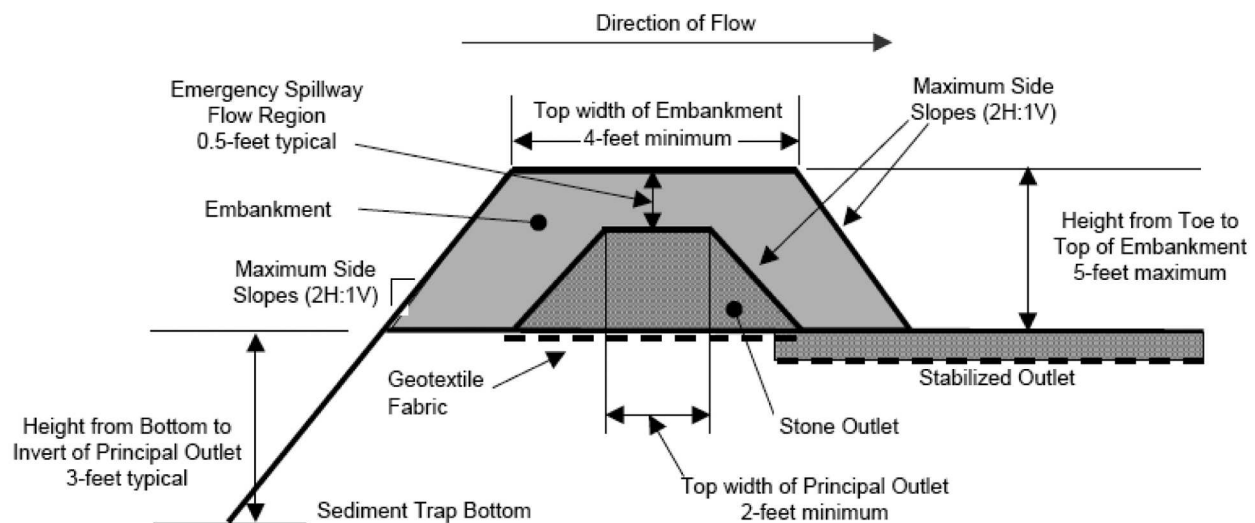 Direction of Flow
Emergency Spillway
Flow Region
0.5-feet typical
Top width of Embankment
4-feet minimum
Maximum Side
Slopes (2H:1V)
Embankment
Height from Toe to
Top of Embankment
5-feet maximum
Maximum Side
Slopes (2H:1V)
Geotextile
Fabric
Stabilized Outlet
Stone Outlet
Height from Bottom to
Invert of Principal Outlet
3-feet typical
Top width of Principal Outlet
2-feet minimum
Sediment Trap Bottom